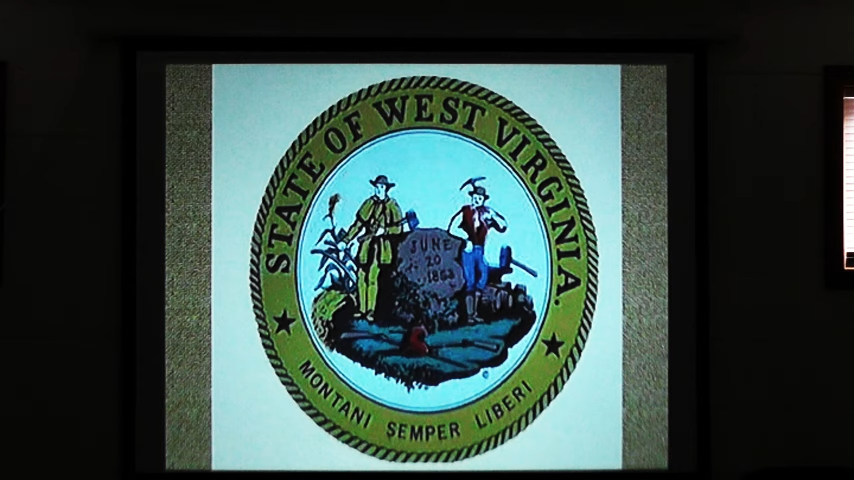 STATE OF WEST VIRGINIA.
JUNE
20
1863
MONTANI SEMPER LIBERI